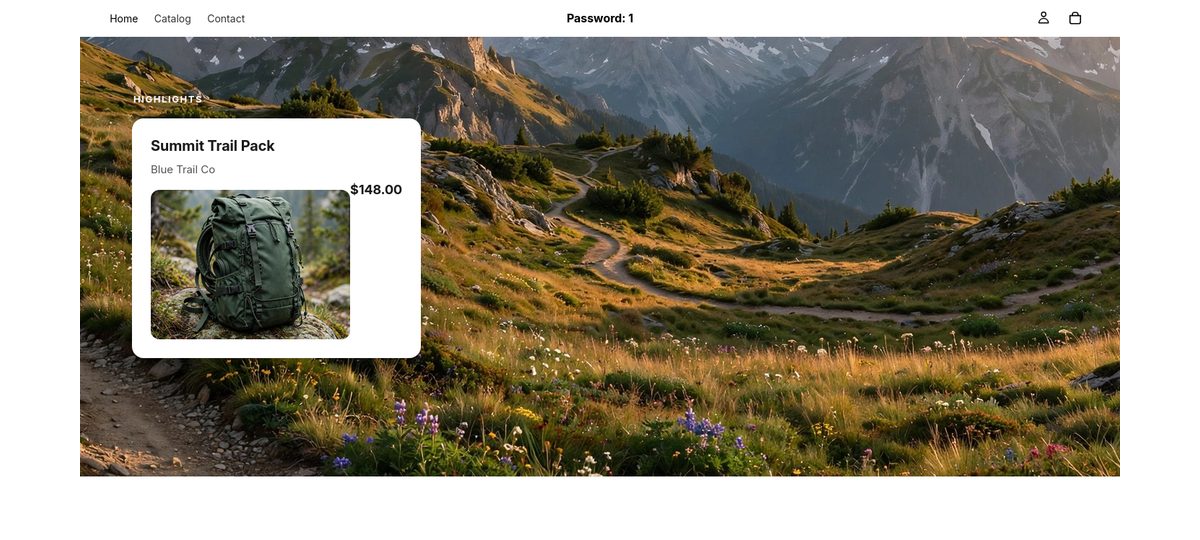 Home Catalog Contact Password: 1
HIGHLIGHTS
Summit Trail Pack
Blue Trail Co
$148.00